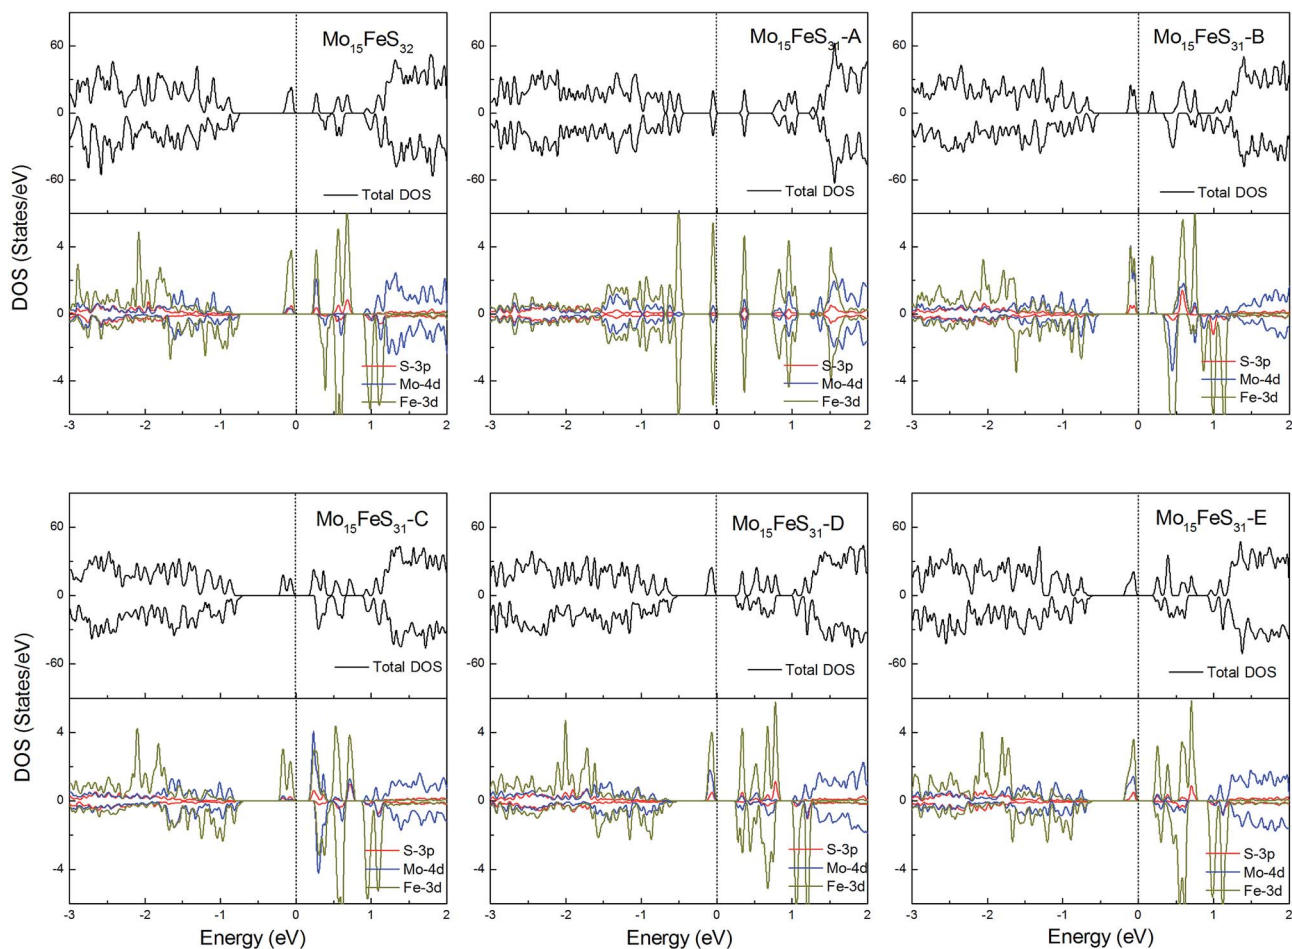 Mo15FeS32
Mo15FeS31-A
Mo15FeS31-B
60
60
60
0
0
0
-60
-60
-60
Total DOS
Total DOS
Total DOS
DOS (States/eV)
4
4
4
0
0
0
-4
-4
-4
S-3p
Mo-4d
Fe-3d
S-3p
Mo-4d
Fe-3d
S-3p
Mo-4d
Fe-3d
-3 -2 -1 0 1 2
-3 -2 -1 0 1 2
-3 -2 -1 0 1 2
Mo15FeS31-C
Mo15FeS31-D
Mo15FeS31-E
60
60
60
0
0
0
-60
-60
-60
Total DOS
Total DOS
Total DOS
DOS (States/eV)
4
4
4
0
0
0
-4
-4
-4
S-3p
Mo-4d
Fe-3d
S-3p
Mo-4d
Fe-3d
S-3p
Mo-4d
Fe-3d
-3 -2 -1 0 1 2
-3 -2 -1 0 1 2
-3 -2 -1 0 1 2
Energy (eV)
Energy (eV)
Energy (eV)